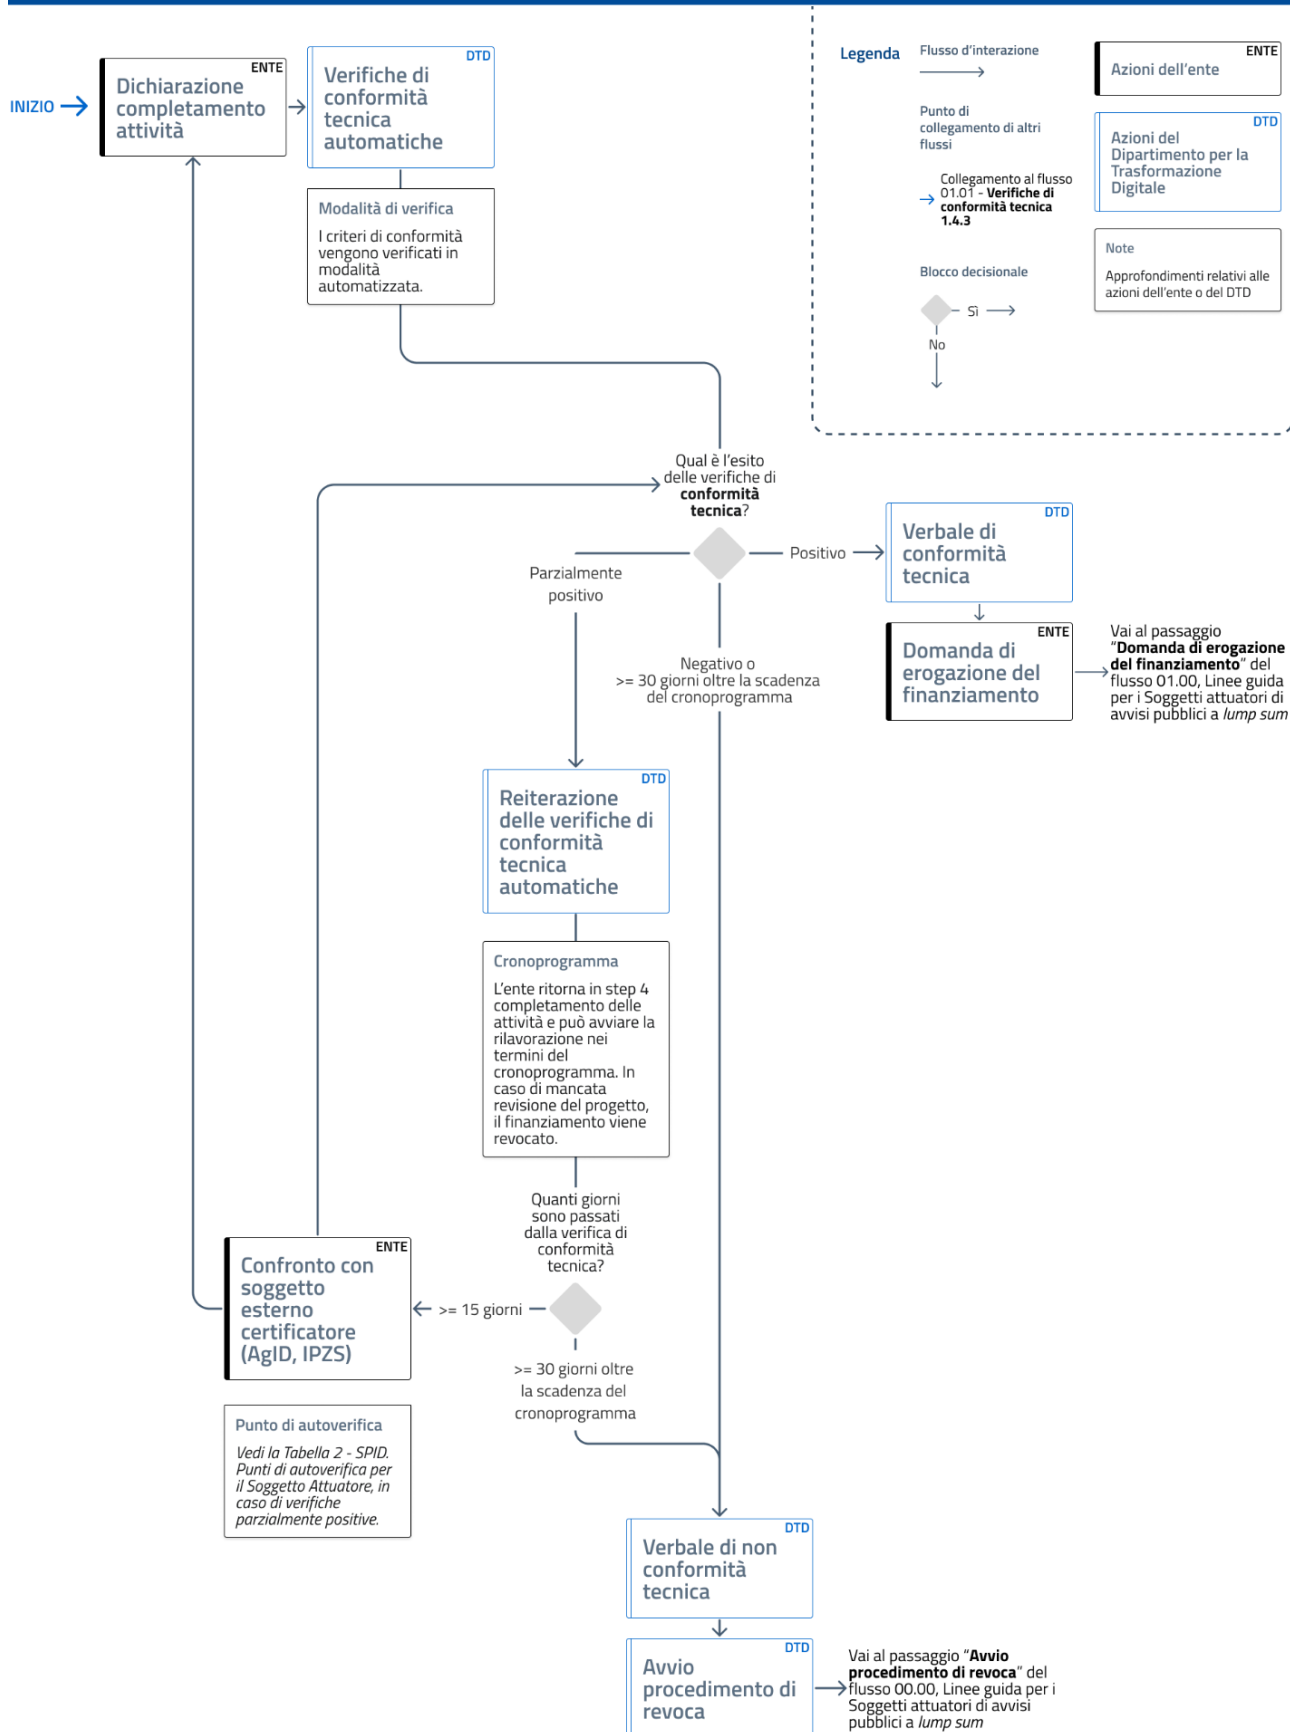 INIZIO
ENTE
Dichiarazione
completamento
attività
DTD
Verifiche di
conformità
tecnica
automatiche
Modalità di verifica
I criteri di conformità
vengono verificati in
modalità
automatizzata.
Legenda
Flusso d'interazione
Punto di
collegamento di altri
flussi
Collegamento al flusso
01.01 - Verifiche di
conformità tecnica
1.4.3
Blocco decisionale
Sì
No
ENTE
Azioni dell'ente
DTD
Azioni del
Dipartimento per la
Trasformazione
Digitale
Note
Approfondimenti relativi alle
azioni dell'ente o del DTD
Qual è l'esito
delle verifiche di
conformità
tecnica?
Positivo
DTD
Verbale di
conformità
tecnica
ENTE
Domanda di
erogazione del
finanziamento
Vai al passaggio
"Domanda di erogazione
del finanziamento" del
flusso 01.00, Linee guida
per i Soggetti attuatori di
avvisi pubblici a lump sum
Parzialmente
positivo
Negativo o
>= 30 giorni oltre la scadenza
del cronoprogramma
DTD
Reiterazione
delle verifiche di
conformità
tecnica
automatiche
Cronoprogramma
L'ente ritorna in step 4
completamento delle
attività e può avviare la
rilavorazione nei
termini del
cronoprogramma. In
caso di mancata
revisione del progetto,
il finanziamento viene
revocato.
Quanti giorni
sono passati
dalla verifica di
conformità
tecnica?
>= 15 giorni
ENTE
Confronto con
soggetto
esterno
certificatore
(AgID, IPZS)
Punto di autoverifica
Vedi la Tabella 2 - SPID.
Punti di autoverifica per
il Soggetto Attuatore, in
caso di verifiche
parzialmente positive.
>= 30 giorni oltre
la scadenza del
cronoprogramma
DTD
Verbale di non
conformità
tecnica
DTD
Avvio
procedimento di
revoca
Vai al passaggio "Avvio
procedimento di revoca" del
flusso 00.00, Linee guida per i
Soggetti attuatori di avvisi
pubblici a lump sum